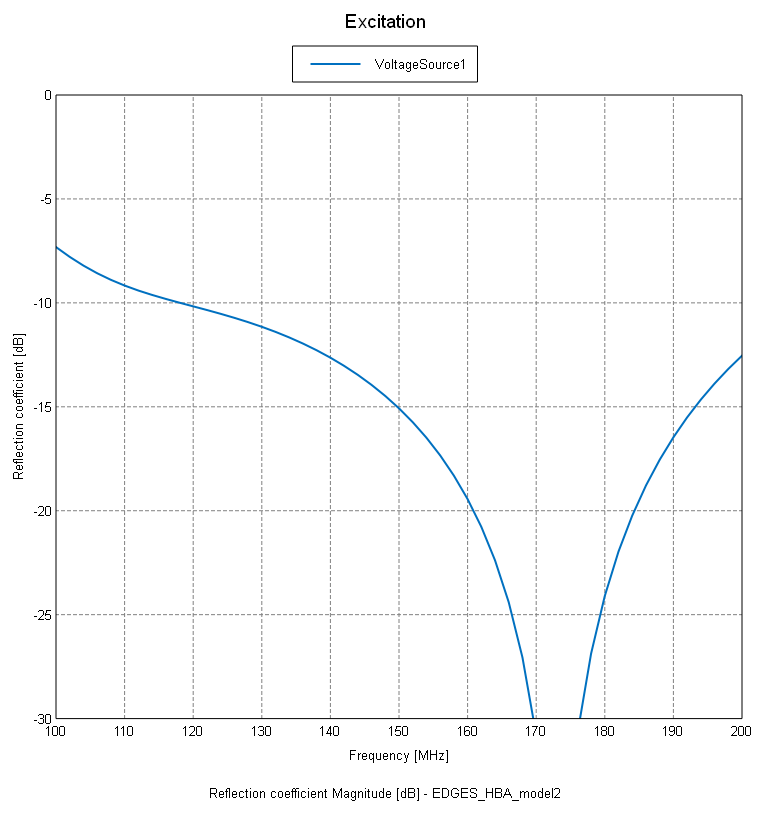 Excitation
VoltageSource1
0
-5
-10
-15
-20
-25
-30
Reflection coefficient [dB]
100 110 120 130 140 150 160 170 180 190 200
Frequency [MHz]
Reflection coefficient Magnitude [dB] - EDGES_HBA_model2